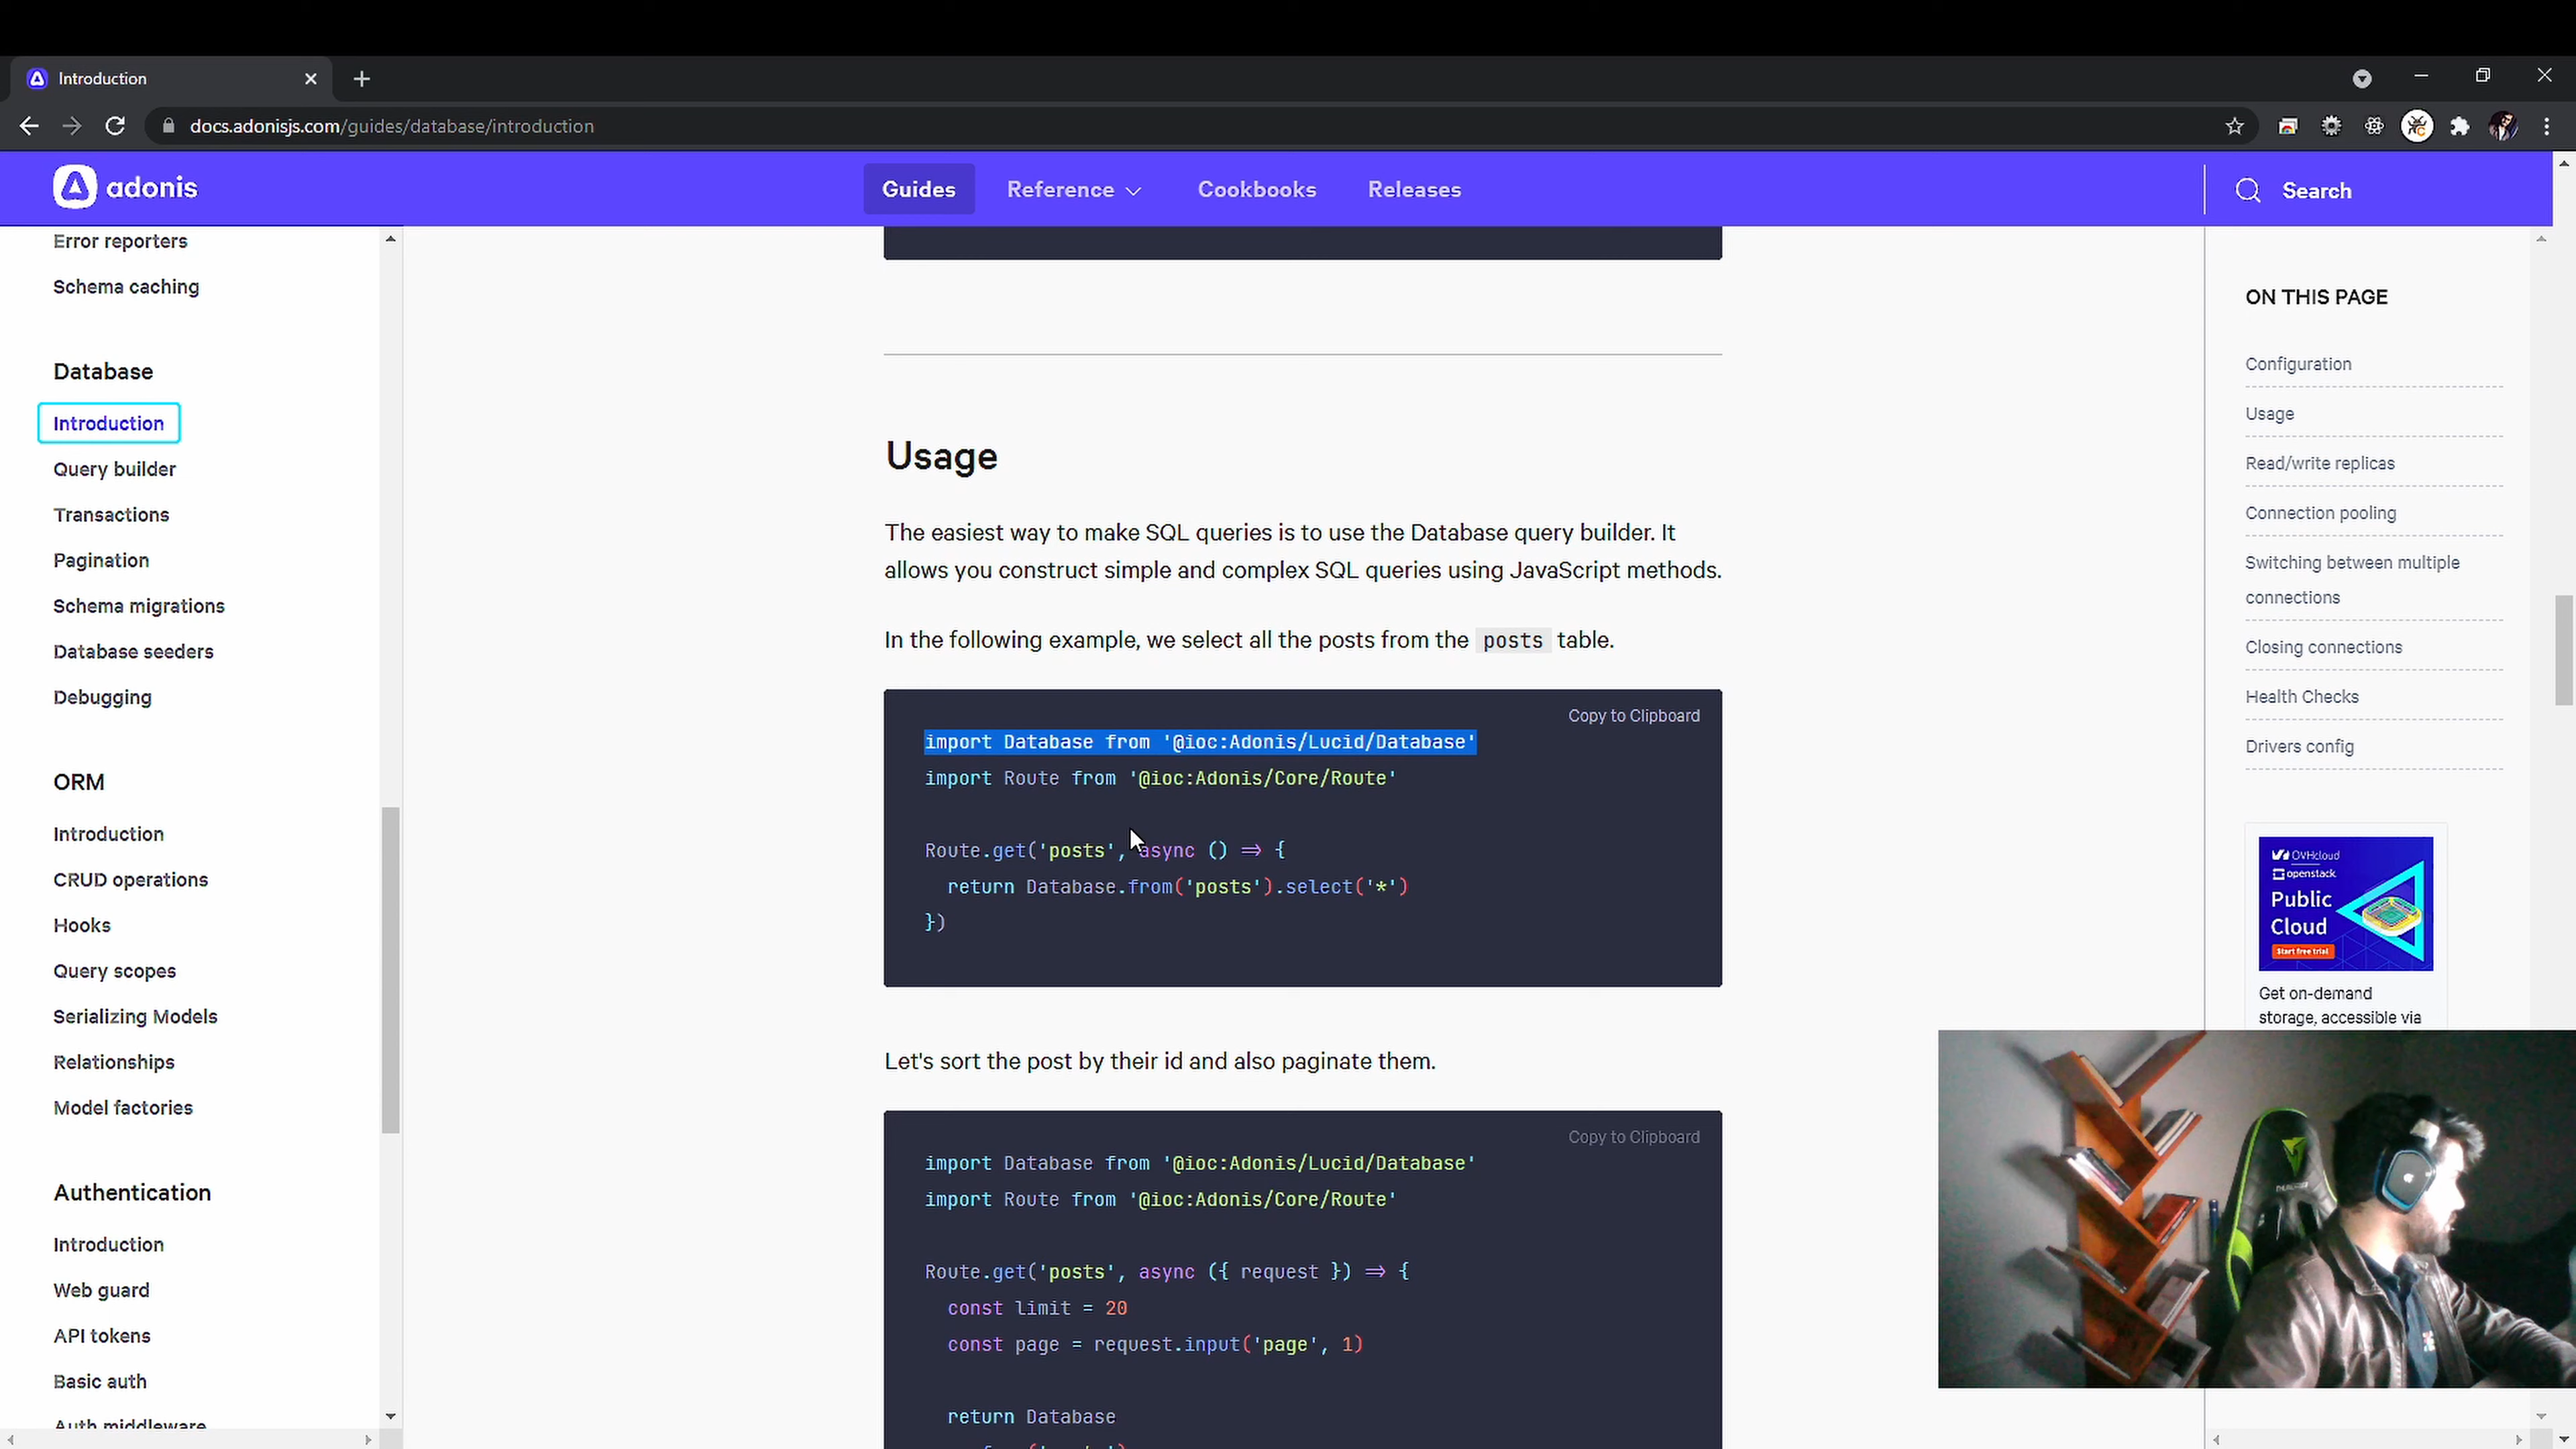 Introduction
docs.adonisjs.com/guides/database/introduction
adonis
Guides
Reference
Cookbooks
Releases
Search
Error reporters
Schema caching
Database
Introduction
Query builder
Transactions
Pagination
Schema migrations
Database seeders
Debugging
ORM
Introduction
CRUD operations
Hooks
Query scopes
Serializing Models
Relationships
Model factories
Authentication
Introduction
Web guard
API tokens
Basic auth
Auth middleware
Usage
The easiest way to make SQL queries is to use the Database query builder. It
allows you construct simple and complex SQL queries using JavaScript methods.
In the following example, we select all the posts from the posts table.
Copy to Clipboard
import Database from '@ioc:Adonis/Lucid/Database'
import Route from '@ioc:Adonis/Core/Route'
Route.get('posts', async () => {
return Database.from('posts').select('*')
})
Let's sort the post by their id and also paginate them.
Copy to Clipboard
import Database from '@ioc:Adonis/Lucid/Database'
import Route from '@ioc:Adonis/Core/Route'
Route.get('posts', async ({ request }) => {
const limit = 20
const page = request.input('page', 1)
return Database
ON THIS PAGE
Configuration
Usage
Read/write replicas
Connection pooling
Switching between multiple
connections
Closing connections
Health Checks
Drivers config
OVHcloud
openstack
Public
Cloud
Start free trial
Get on-demand
storage, accessible via